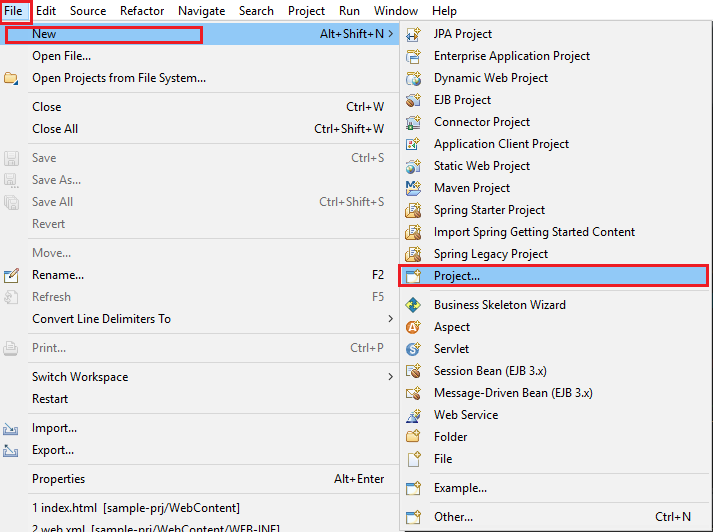 File Edit Source Refactor Navigate Search Project Run Window Help
New Alt+Shift+N >
Open File...
Open Projects from File System...
Close Ctrl+W
Close All Ctrl+Shift+W
Save Ctrl+S
Save As...
Save All Ctrl+Shift+S
Revert
Move...
Rename... F2
Refresh F5
Convert Line Delimiters To >
Print... Ctrl+P
Switch Workspace >
Restart
Import...
Export...
Properties Alt+Enter
1 index.html [sample-prj/WebContent]
2 web.xml [sample-prj/WebContent/WEB-INF]
JPA Project
Enterprise Application Project
Dynamic Web Project
EJB Project
Connector Project
Application Client Project
Static Web Project
Maven Project
Spring Starter Project
Import Spring Getting Started Content
Spring Legacy Project
Project...
Business Skeleton Wizard
Aspect
Servlet
Session Bean (EJB 3.x)
Message-Driven Bean (EJB 3.x)
Web Service
Folder
File
Example...
Other... Ctrl+N